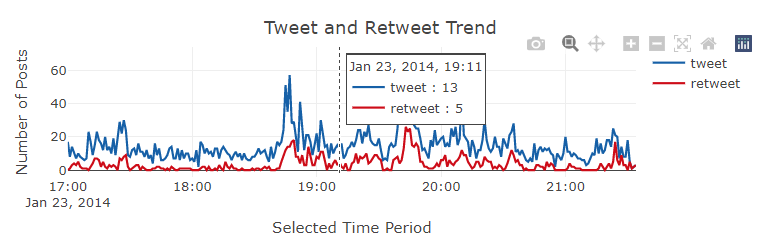 Tweet and Retweet Trend
Number of Posts
60
40
20
0
Jan 23, 2014, 19:11
tweet : 13
retweet : 5
tweet
retweet
17:00
18:00
19:00
20:00
21:00
Jan 23, 2014
Selected Time Period